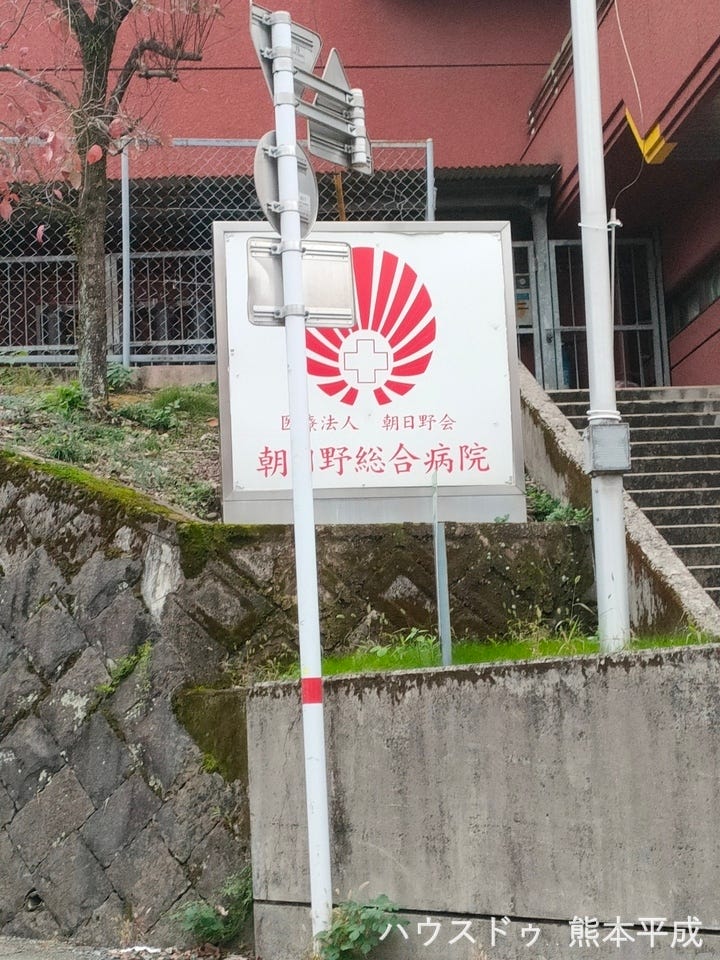 医療法人 朝日野会
朝日野総合病院
ハウスドゥ 熊本平成